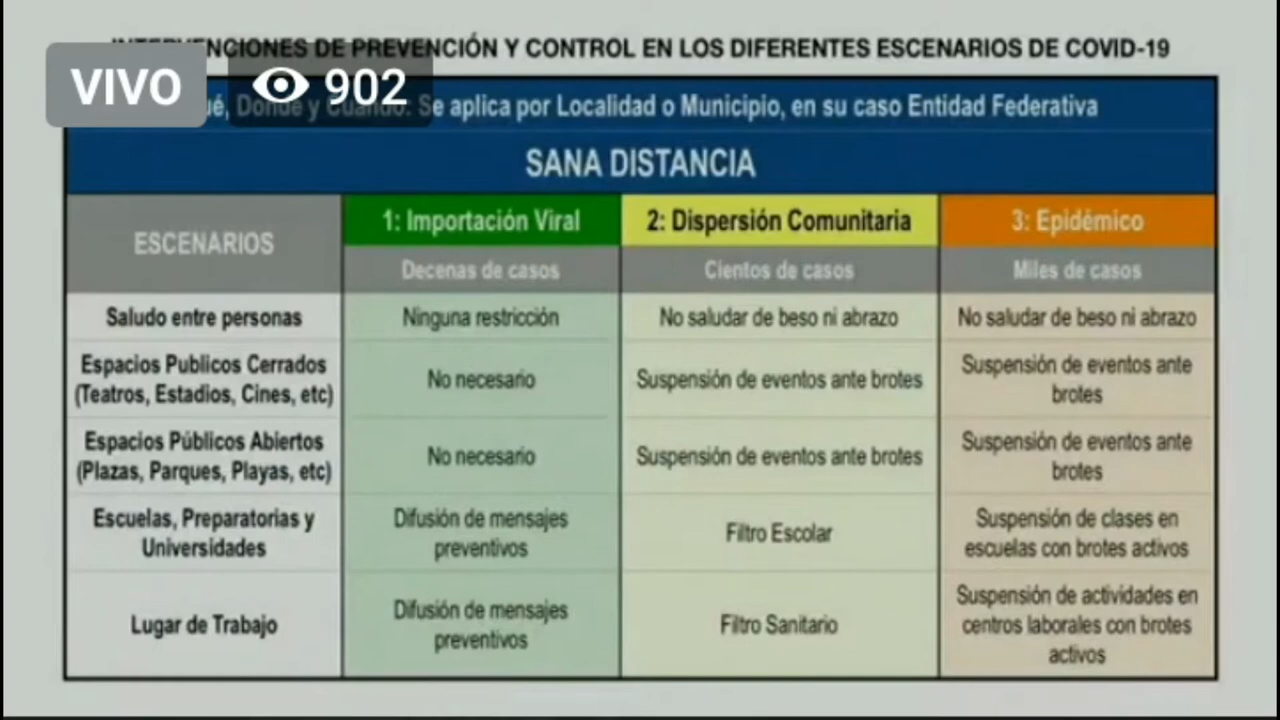 INTERVENCIONES DE PREVENCIÓN Y CONTROL EN LOS DIFERENTES ESCENARIOS DE COVID-19
VIVO 902
Donde y Cuando: Se aplica por Localidad o Municipio, en su caso Entidad Federativa
SANA DISTANCIA
ESCENARIOS
1: Importación Viral
2: Dispersión Comunitaria
3: Epidémico
Decenas de casos
Cientos de casos
Miles de casos
Saludo entre personas
Ninguna restricción
No saludar de beso ni abrazo
No saludar de beso ni abrazo
Espacios Publicos Cerrados
(Teatros, Estadios, Cines, etc)
No necesario
Suspensión de eventos ante brotes
Suspensión de eventos ante
brotes
Espacios Públicos Abiertos
(Plazas, Parques, Playas, etc)
No necesario
Suspensión de eventos ante brotes
Suspensión de eventos ante
brotes
Escuelas, Preparatorias y
Universidades
Difusión de mensajes
preventivos
Filtro Escolar
Suspensión de clases en
escuelas con brotes activos
Lugar de Trabajo
Difusión de mensajes
preventivos
Filtro Sanitario
Suspensión de actividades en
centros laborales con brotes
activos